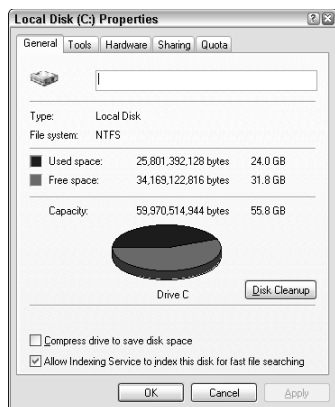 Local Disk (C:) Properties
General Tools Hardware Sharing Quota
Type: Local Disk
File system: NTFS
Used space: 25,801,392,128 bytes 24.0 GB
Free space: 34,169,122,816 bytes 31.8 GB
Capacity: 59,970,514,944 bytes 55.8 GB
Drive C
Disk Cleanup
Compress drive to save disk space
Allow Indexing Service to index this disk for fast file searching
OK Cancel Apply